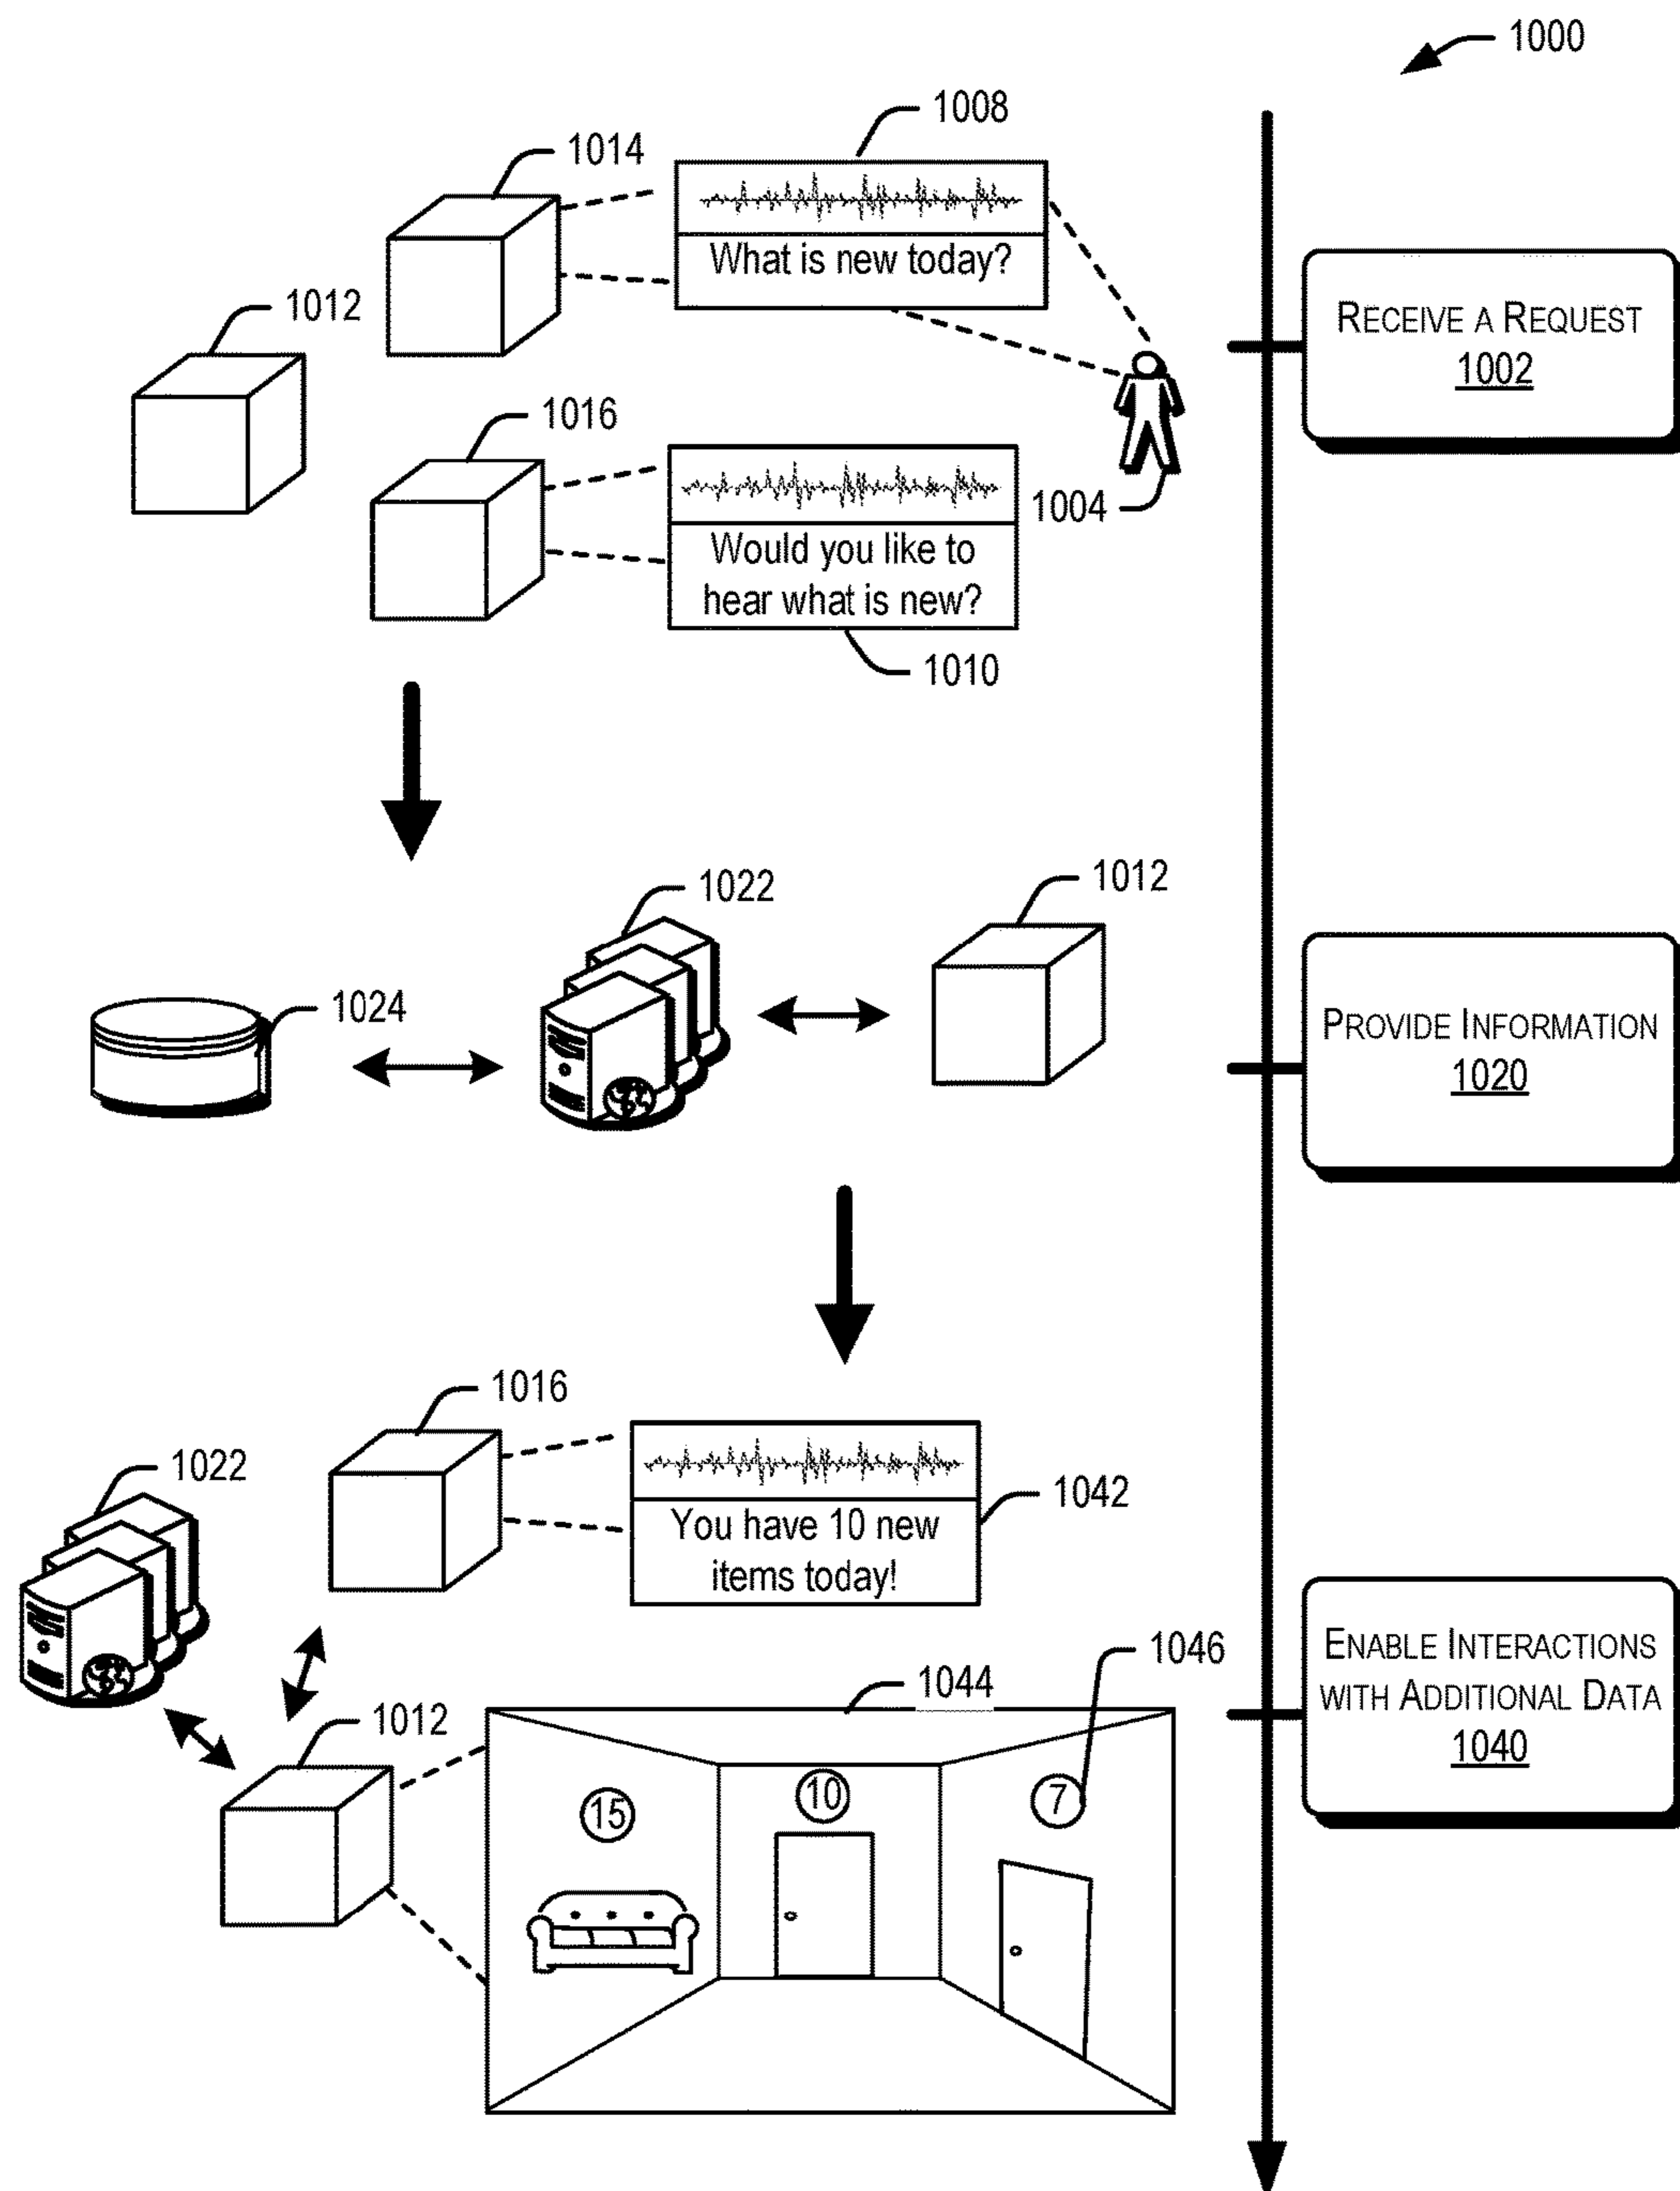 1000
1008
1014
What is new today?
1012
RECEIVE A REQUEST
1002
1016
1004
Would you like to
hear what is new?
1010
1022
1012
1024
PROVIDE INFORMATION
1020
1016
1022
1042
You have 10 new
items today!
1046
1044
ENABLE INTERACTIONS
WITH ADDITIONAL DATA
1040
1012
15
10
7